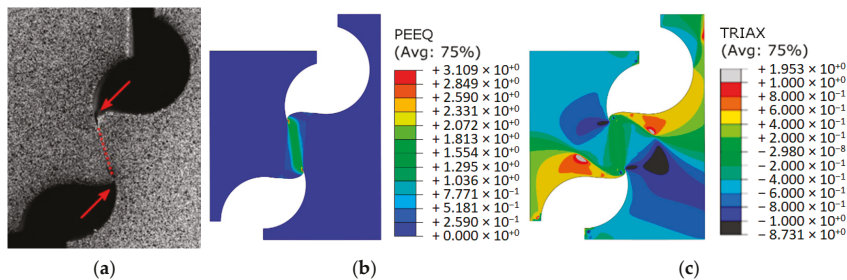 PEEQ
(Avg: 75%)
+ 3.109 × 10⁺⁰
+ 2.849 × 10⁺⁰
+ 2.590 × 10⁺⁰
+ 2.331 × 10⁺⁰
+ 2.072 × 10⁺⁰
+ 1.813 × 10⁺⁰
+ 1.554 × 10⁺⁰
+ 1.295 × 10⁺⁰
+ 1.036 × 10⁺⁰
+ 7.771 × 10⁻¹
+ 5.181 × 10⁻¹
+ 2.590 × 10⁻¹
+ 0.000 × 10⁺⁰
TRIAX
(Avg: 75%)
+ 1.953 × 10⁺⁰
+ 1.000 × 10⁺⁰
+ 8.000 × 10⁻¹
+ 6.000 × 10⁻¹
+ 4.000 × 10⁻¹
+ 2.000 × 10⁻¹
− 2.980 × 10⁻⁸
− 2.000 × 10⁻¹
− 4.000 × 10⁻¹
− 6.000 × 10⁻¹
− 8.000 × 10⁻¹
− 1.000 × 10⁺⁰
− 8.731 × 10⁺⁰
(a)
(b)
(c)